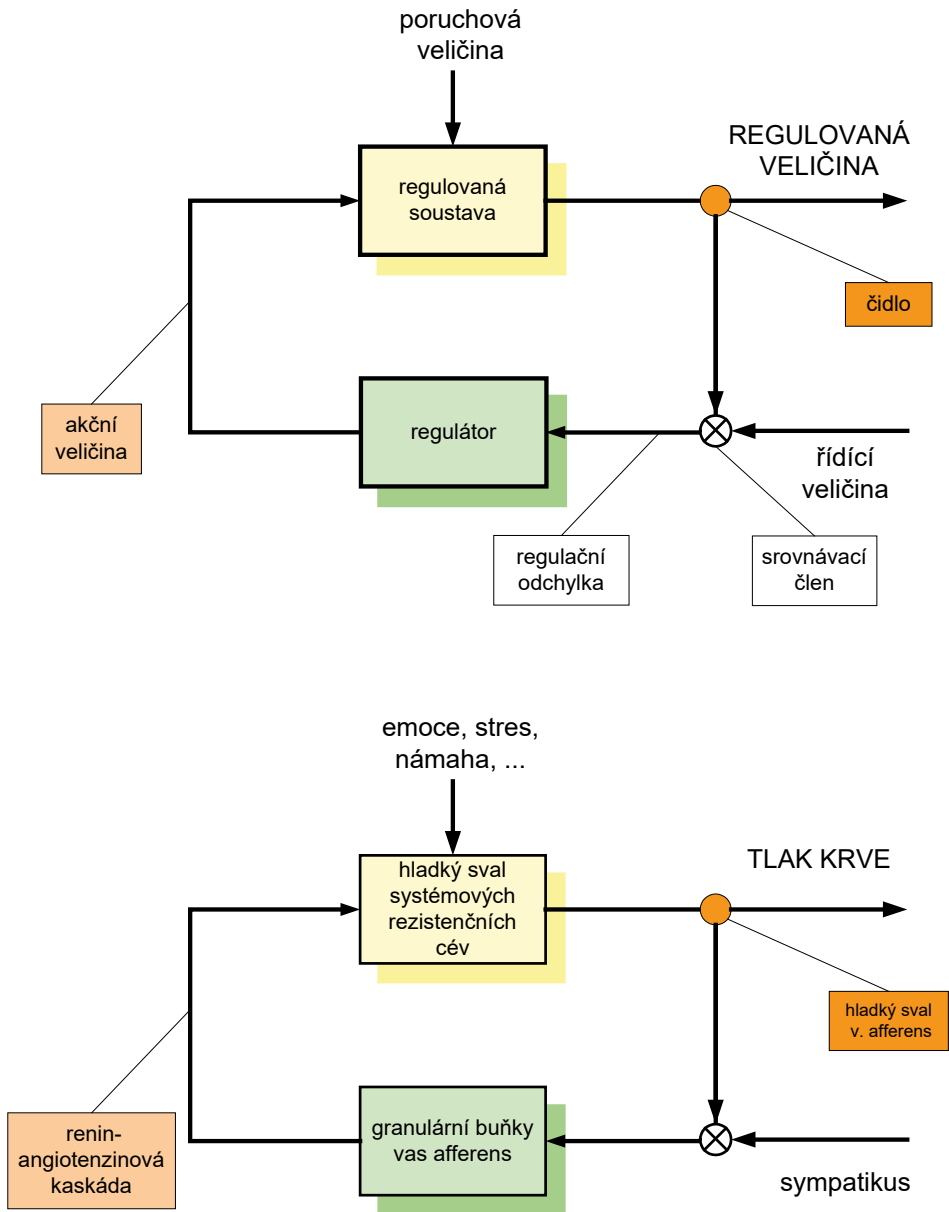 poruchová
veličina
REGULOVANÁ
VELIČINA
regulovaná
soustava
čidlo
akční
veličina
regulátor
řídící
veličina
regulační
odchylka
srovnávací
člen
emoce, stres,
námaha, ...
TLAK KRVE
hladký sval
systémových
rezistenčních
cév
hladký sval
v. afferens
renin-
angiotenzinová
kaskáda
granulární buňky
vas afferens
sympatikus